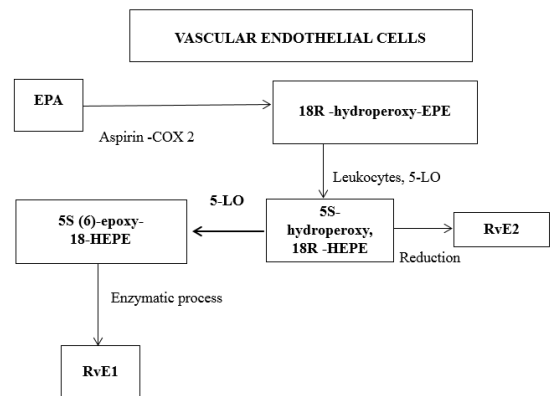 VASCULAR ENDOTHELIAL CELLS
EPA
18R -hydroperoxy-EPE
Aspirin -COX 2
Leukocytes, 5-LO
5-LO
5S (6)-epoxy-
18-HEPE
5S-
hydroperoxy,
18R -HEPE
RvE2
Reduction
Enzymatic process
RvE1